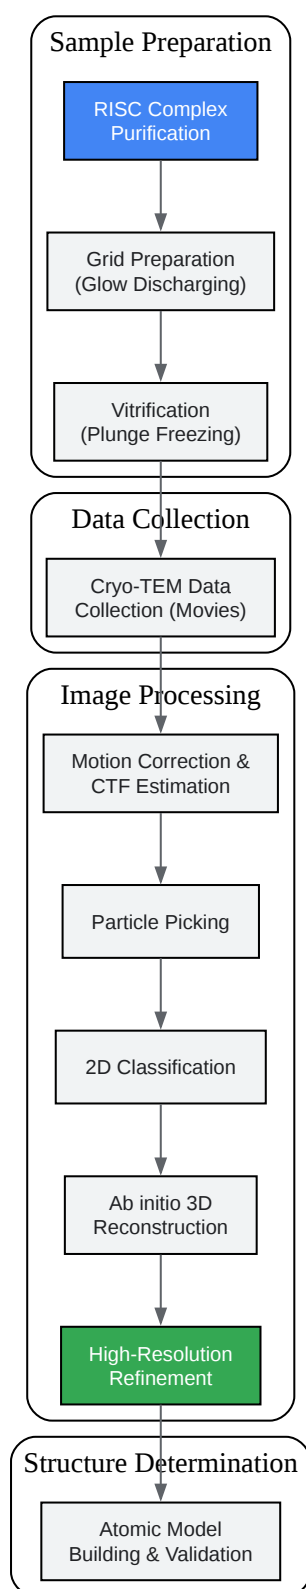 Sample Preparation
RISC Complex
Purification
Grid Preparation
(Glow Discharging)
Vitrification
(Plunge Freezing)
Data Collection
Cryo-TEM Data
Collection (Movies)
Image Processing
Motion Correction &
CTF Estimation
Particle Picking
2D Classification
Ab initio 3D
Reconstruction
High-Resolution
Refinement
Structure Determination
Atomic Model
Building & Validation